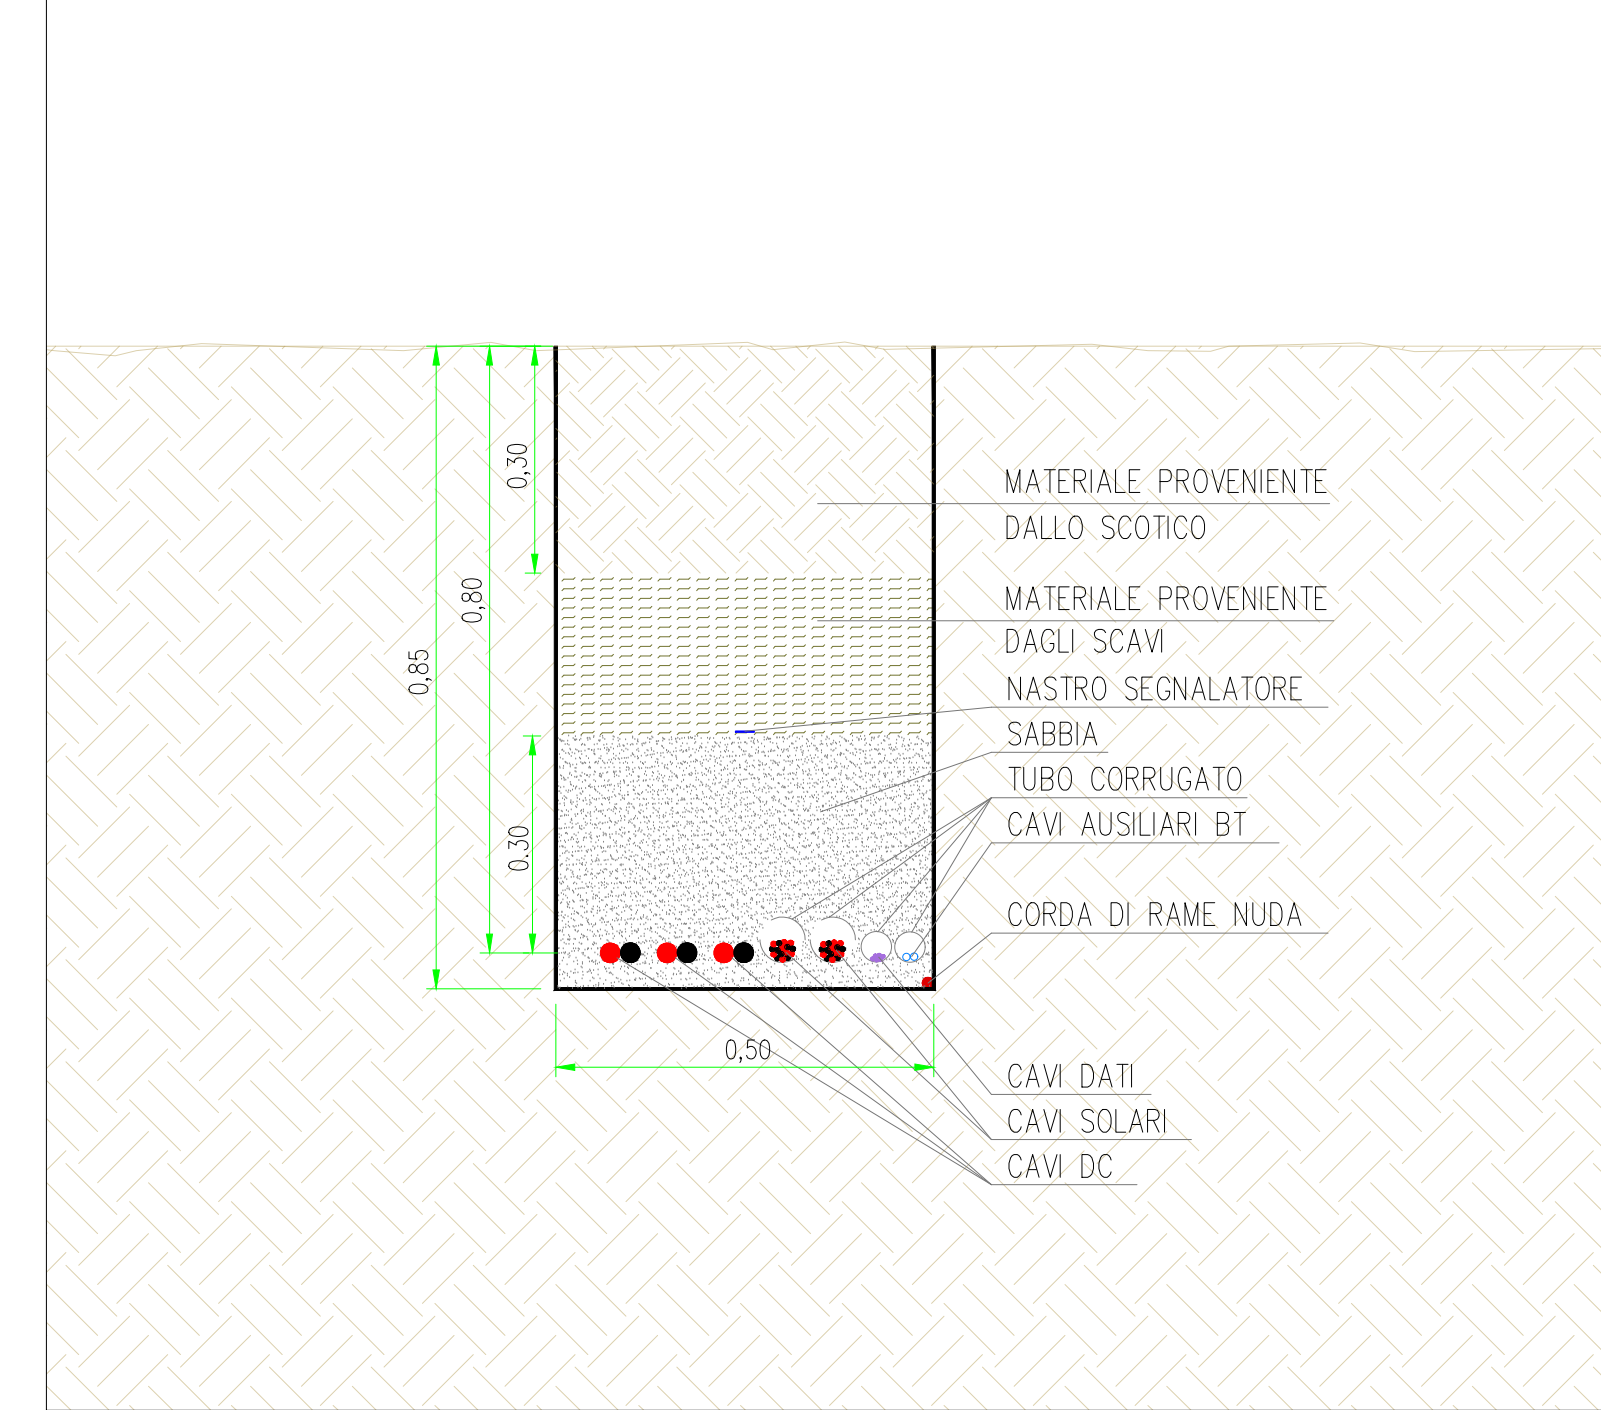 0,30
0,80
0,85
0.30
0,50
MATERIALE PROVENIENTE
DALLO SCOTICO
MATERIALE PROVENIENTE
DAGLI SCAVI
NASTRO SEGNALATORE
SABBIA
TUBO CORRUGATO
CAVI AUSILIARI BT
CORDA DI RAME NUDA
CAVI DATI
CAVI SOLARI
CAVI DC